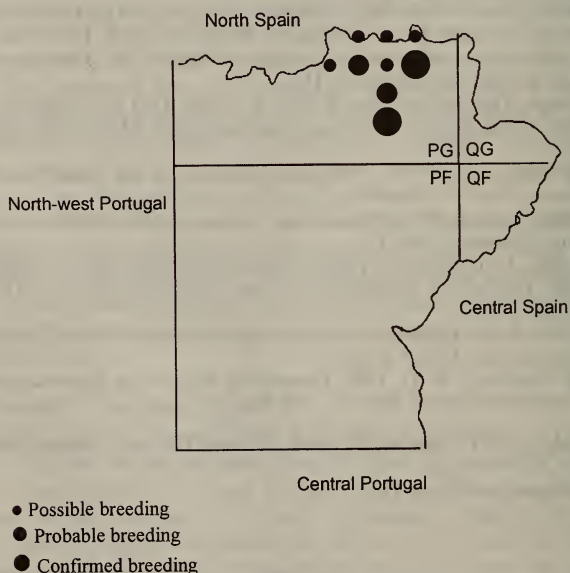 North Spain
PG QG
PF QF
North-west Portugal
Central Spain
Central Portugal
Possible breeding
Probable breeding
Confirmed breeding